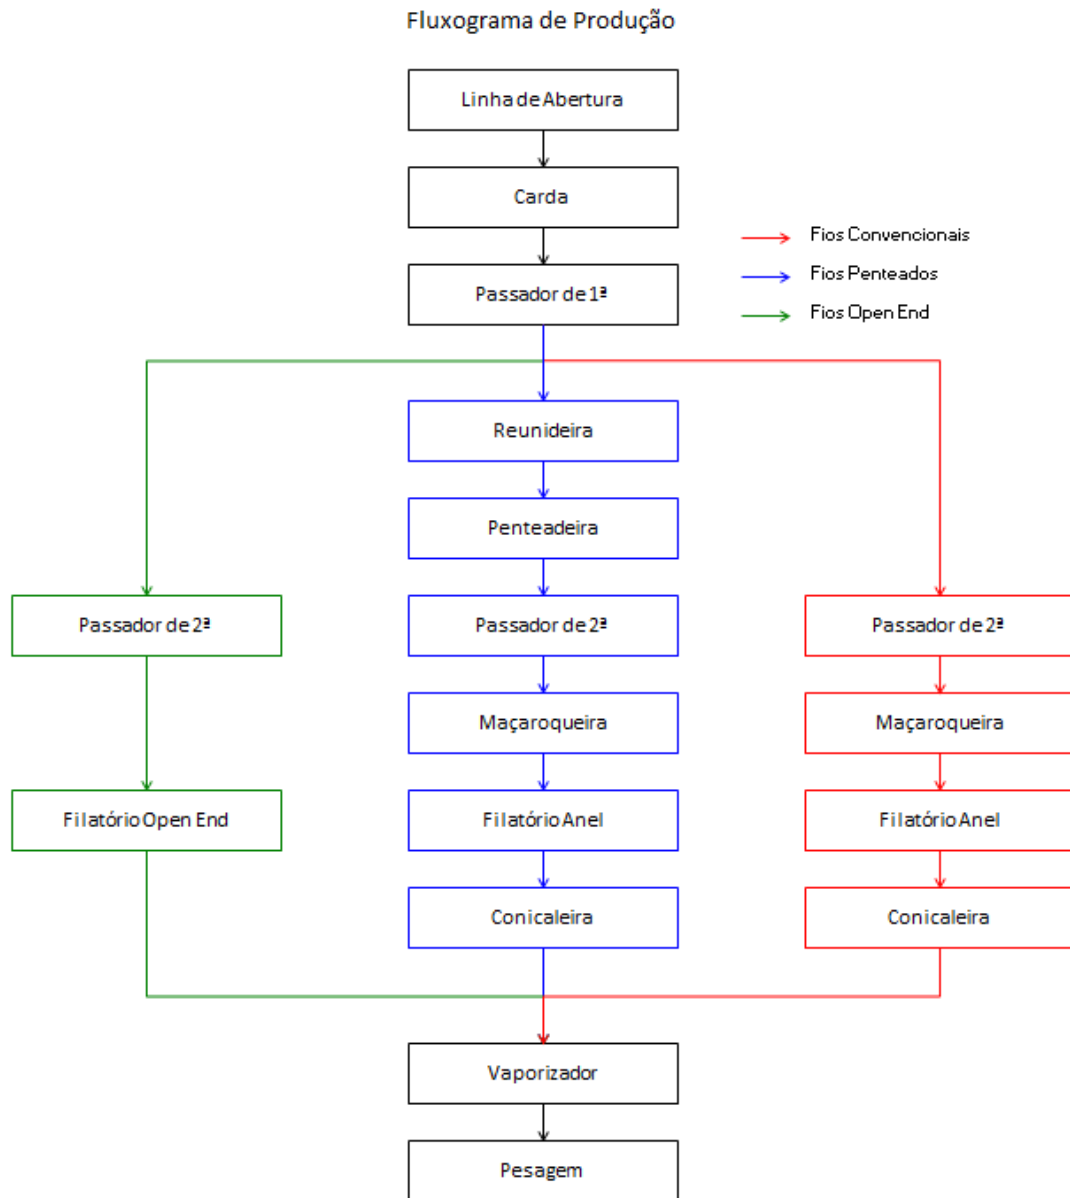 Fluxograma de Produção
Linha de Abertura
Carda
Passador de 1ª
Fios Convencionais
Fios Penteados
Fios Open End
Reunideira
Penteadeira
Passador de 2ª
Passador de 2ª
Passador de 2ª
Maçaroqueira
Maçaroqueira
Filatório Open End
Filatório Anel
Filatório Anel
Conicaleira
Conicaleira
Vaporizador
Pesagem